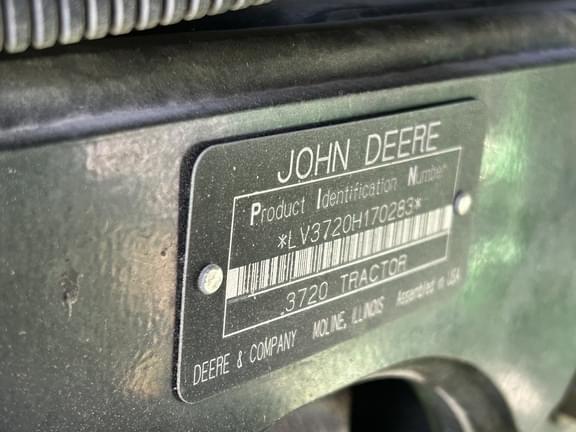 JOHN DEERE
Product Identification Number
*LV3720H170283*
3720 TRACTOR
DEERE & COMPANY MOLINE, ILLINOIS Assembled in USA